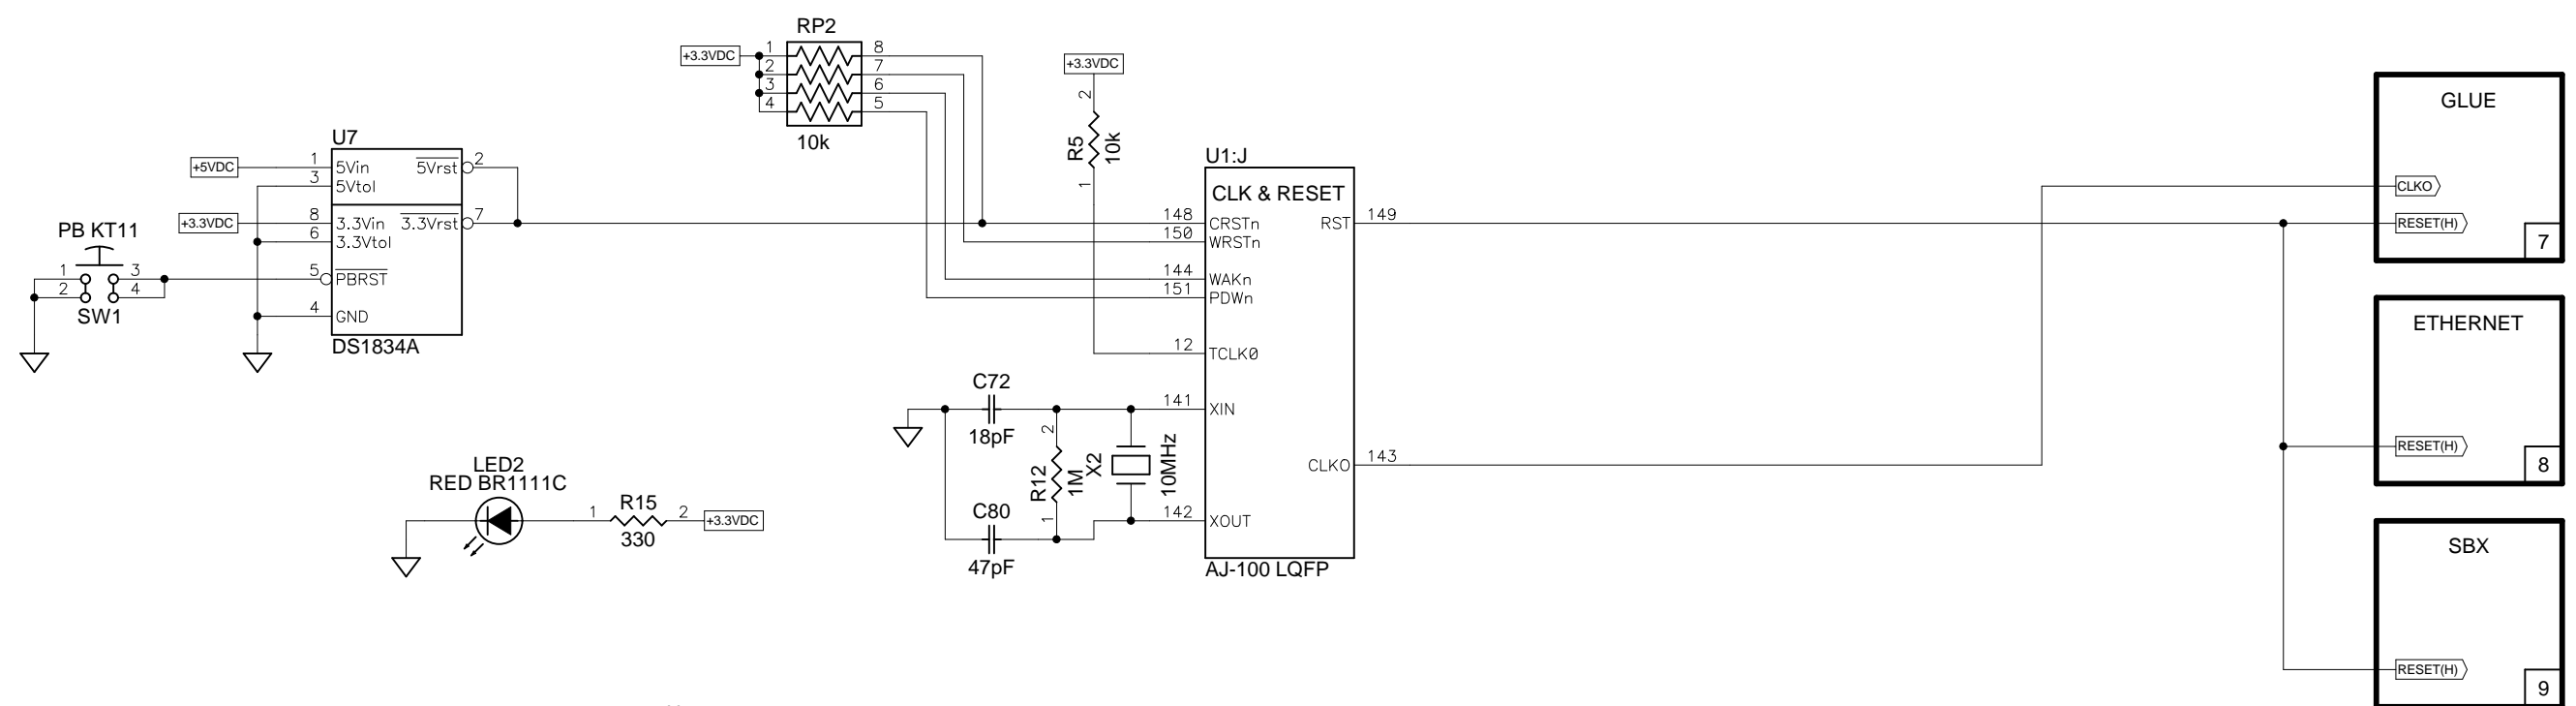 RP2
+3.3VDC
1
8
2
7
3
6
4
5
10k
+3.3VDC
2
R5
10k
1
U7
+5VDC
1
5Vin
5Vrst
2
3
5Vtol
+3.3VDC
8
3.3Vin
3.3Vrst
7
6
3.3Vtol
5
PBRST
4
GND
DS1834A
PB KT11
1
3
2
4
SW1
U1:J
CLK & RESET
148
CRSTn
RST
149
150
WRSTn
144
WAKn
151
PDWn
12
TCLK0
141
XIN
CLKO
143
142
XOUT
AJ-100 LQFP
C72
18pF
2
R12
1M
1
X2
10MHz
C80
47pF
LED2
RED BR1111C
1
R15
2
+3.3VDC
330
GLUE
CLKO
RESET(H)
7
ETHERNET
RESET(H)
8
SBX
RESET(H)
9